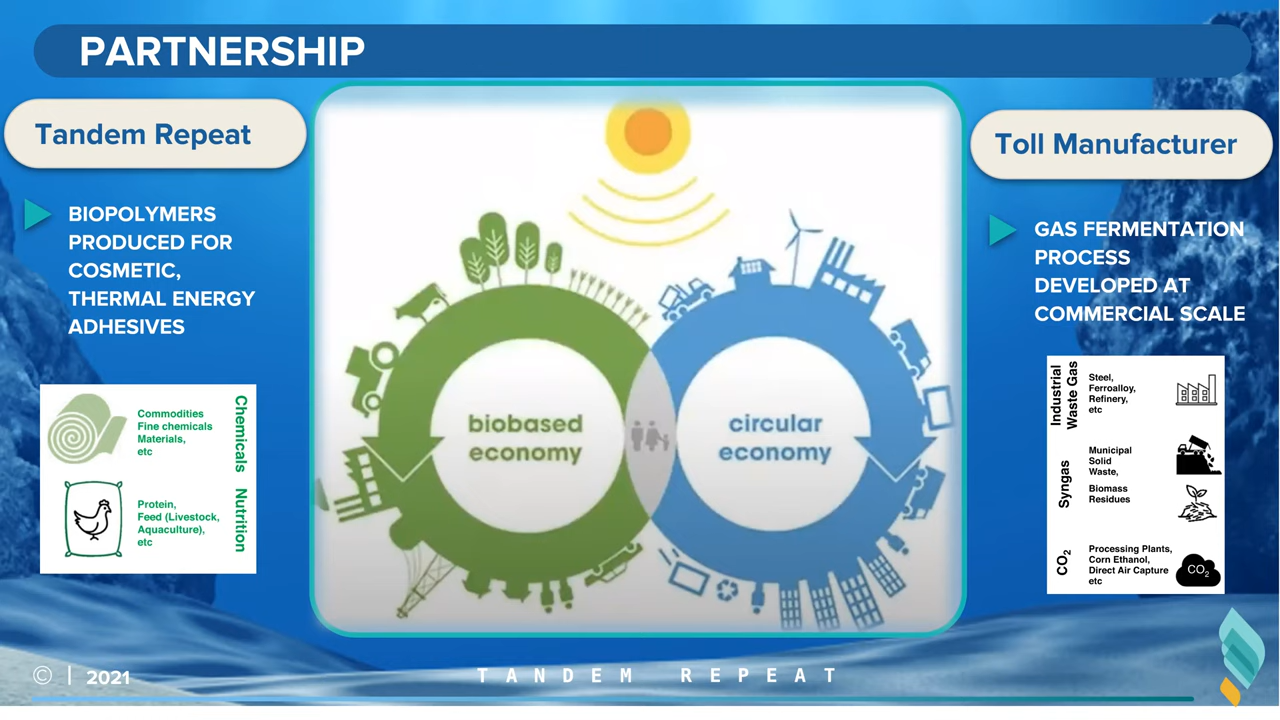 PARTNERSHIP
Tandem Repeat
BIOPOLYMERS
PRODUCED FOR
COSMETIC,
THERMAL ENERGY
ADHESIVES
Commodities
Fine chemicals
Materials,
etc
Chemicals
Protein,
Feed (Livestock,
Aquaculture),
etc
Nutrition
biobased
economy
circular
economy
Toll Manufacturer
GAS FERMENTATION
PROCESS
DEVELOPED AT
COMMERCIAL SCALE
Industrial
Waste Gas
Steel,
Ferroalloy,
Refinery,
etc
Syngas
Municipal
Solid
Waste,
Biomass
Residues
CO₂
Processing Plants,
Corn Ethanol,
Direct Air Capture
etc
CO₂
© | 2021
TANDEM REPEAT